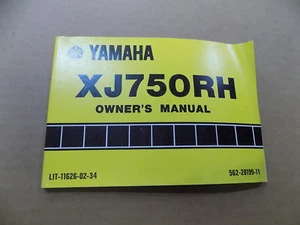 YAMAHA
XJ750RH
OWNER'S MANUAL
LIT-11626-02-34 5G2-28199-11